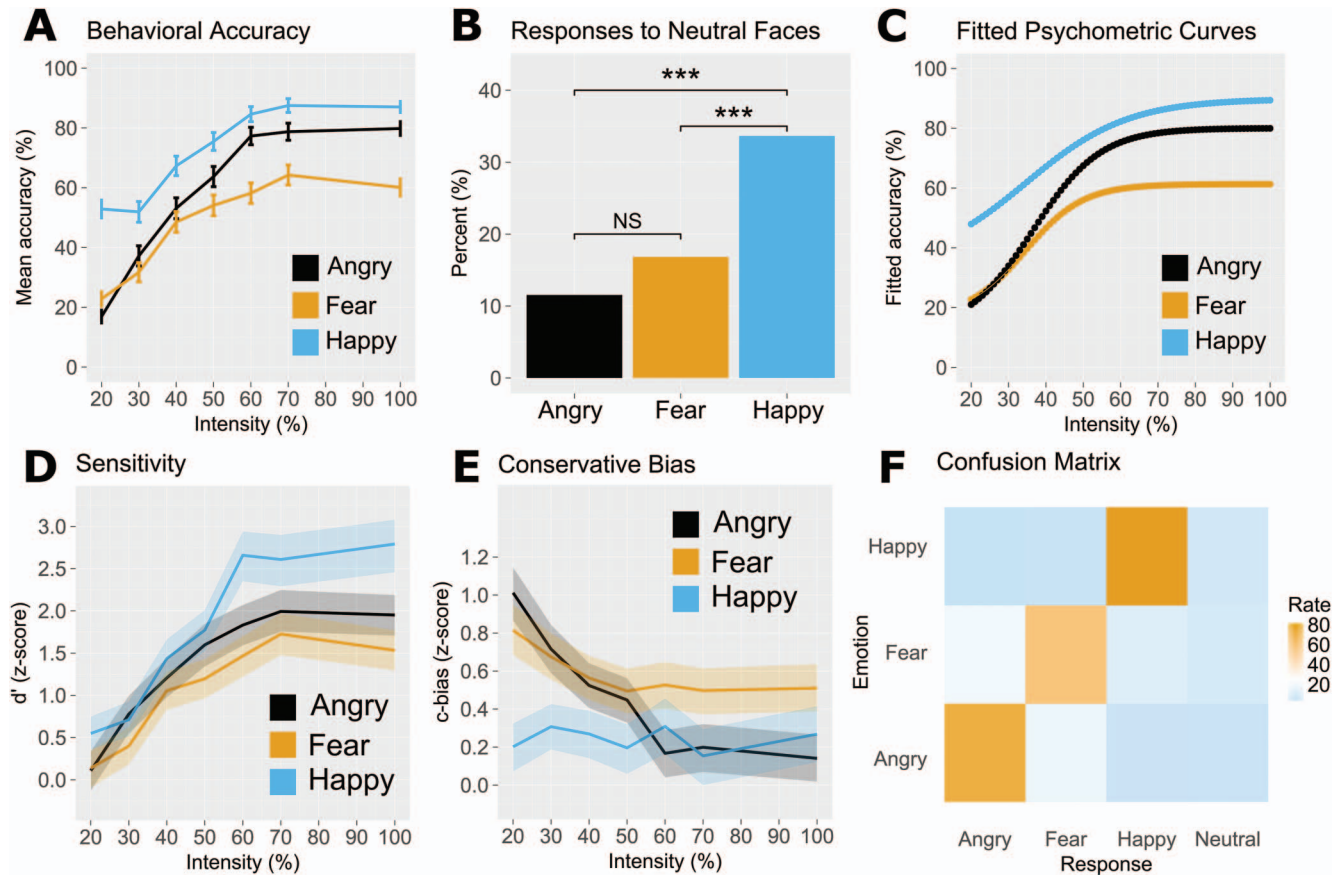 A Behavioral Accuracy
Mean accuracy (%)
100
80
60
40
20
0
Angry
Fear
Happy
20 30 40 50 60 70 80 90 100
Intensity (%)
B Responses to Neutral Faces
Percent (%)
40
30
20
10
0
***
***
NS
Angry Fear Happy
C Fitted Psychometric Curves
Fitted accuracy (%)
100
80
60
40
20
0
Angry
Fear
Happy
20 30 40 50 60 70 80 90 100
Intensity (%)
D Sensitivity
d' (z-score)
3.0
2.5
2.0
1.5
1.0
0.5
0.0
Angry
Fear
Happy
20 30 40 50 60 70 80 90 100
Intensity (%)
E Conservative Bias
c-bias (z-score)
1.2
1.0
0.8
0.6
0.4
0.2
0.0
Angry
Fear
Happy
20 30 40 50 60 70 80 90 100
Intensity (%)
F Confusion Matrix
Emotion
Happy
Fear
Angry
Angry Fear Happy Neutral
Response
Rate
80
60
40
20